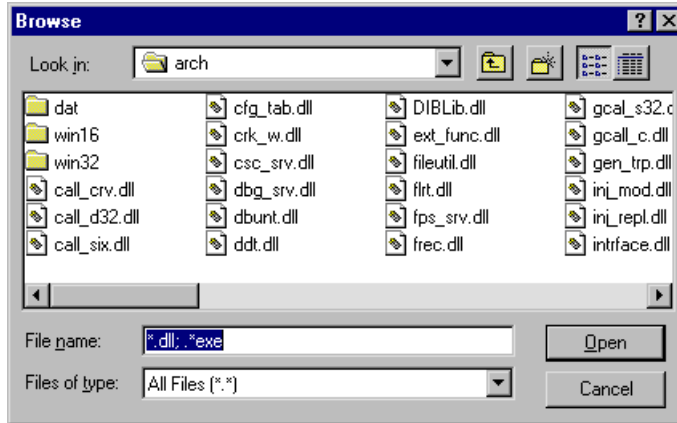 Browse
Look in: arch
dat cfg_tab.dll DIBLib.dll gcal_s32.d
win16 crk_w.dll ext_func.dll gcall_c.dll
win32 csc_srv.dll fileutil.dll gen_trp.dll
call_crv.dll dbg_srv.dll flrt.dll inj_mod.dll
call_d32.dll dbunt.dll fps_srv.dll inj_repl.dll
call_six.dll ddt.dll frec.dll intrface.dll
File name: *.dll; .*exe Open
Files of type: All Files (*.*) Cancel